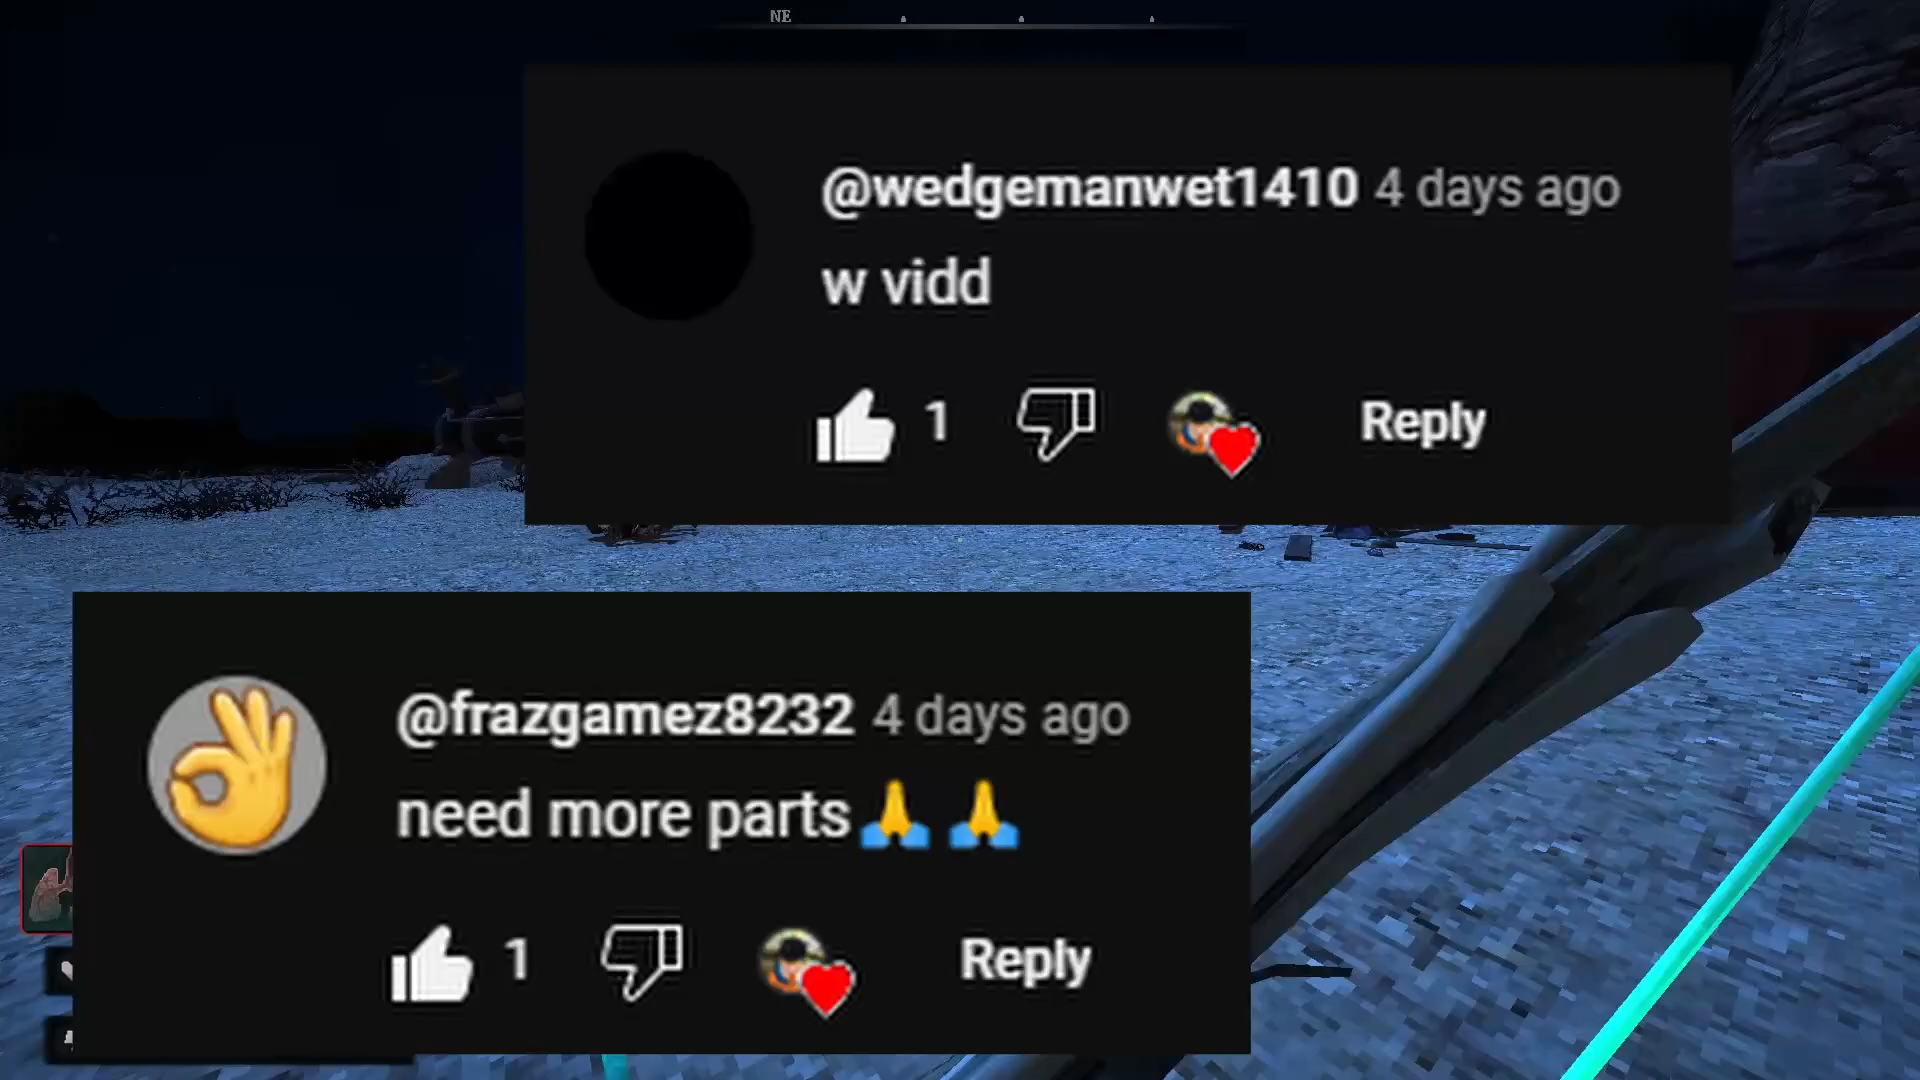 NE
@wedgemanwet1410 4 days ago
w vidd
1 Reply
@frazgamez8232 4 days ago
need more parts🙏 🙏
1 Reply